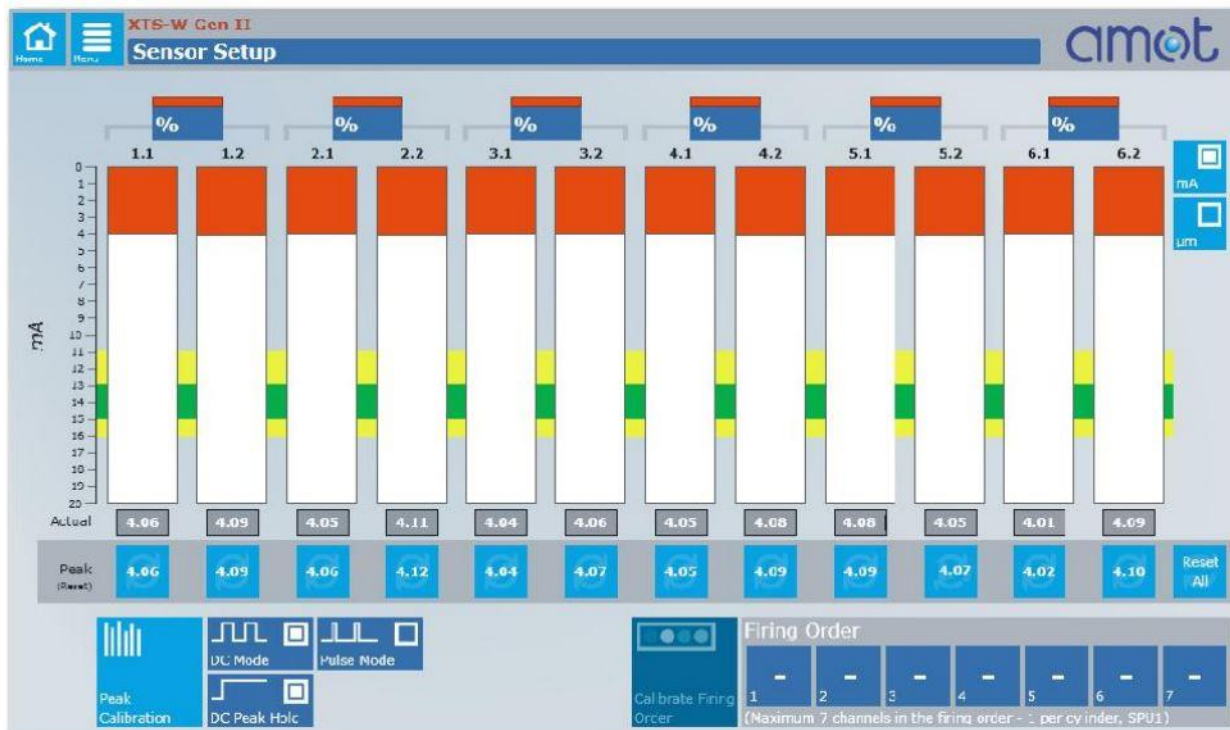 XTS-W Gen II
amot
Home
Menu
Sensor Setup
% % % % % %
1.1 1.2 2.1 2.2 3.1 3.2 4.1 4.2 5.1 5.2 6.1 6.2
mA
µm
mA
0
1
2
3
4
5
6
7
8
9
10
11
12
13
14
15
16
17
18
19
20
Actual 4.06 4.09 4.05 4.11 4.04 4.06 4.05 4.08 4.08 4.05 4.01 4.09
Peak 4.06 4.09 4.06 4.12 4.04 4.07 4.05 4.09 4.09 4.07 4.02 4.10 Reset
(Reset) All
Peak
Calibration
DC Mode
Pulse Mode
DC Peak Hold
Calibrate Firing
Order
Firing Order
- - - - - - -
1 2 3 4 5 6 7
(Maximum 7 channels in the firing order - 1 per cylinder, SPU1)